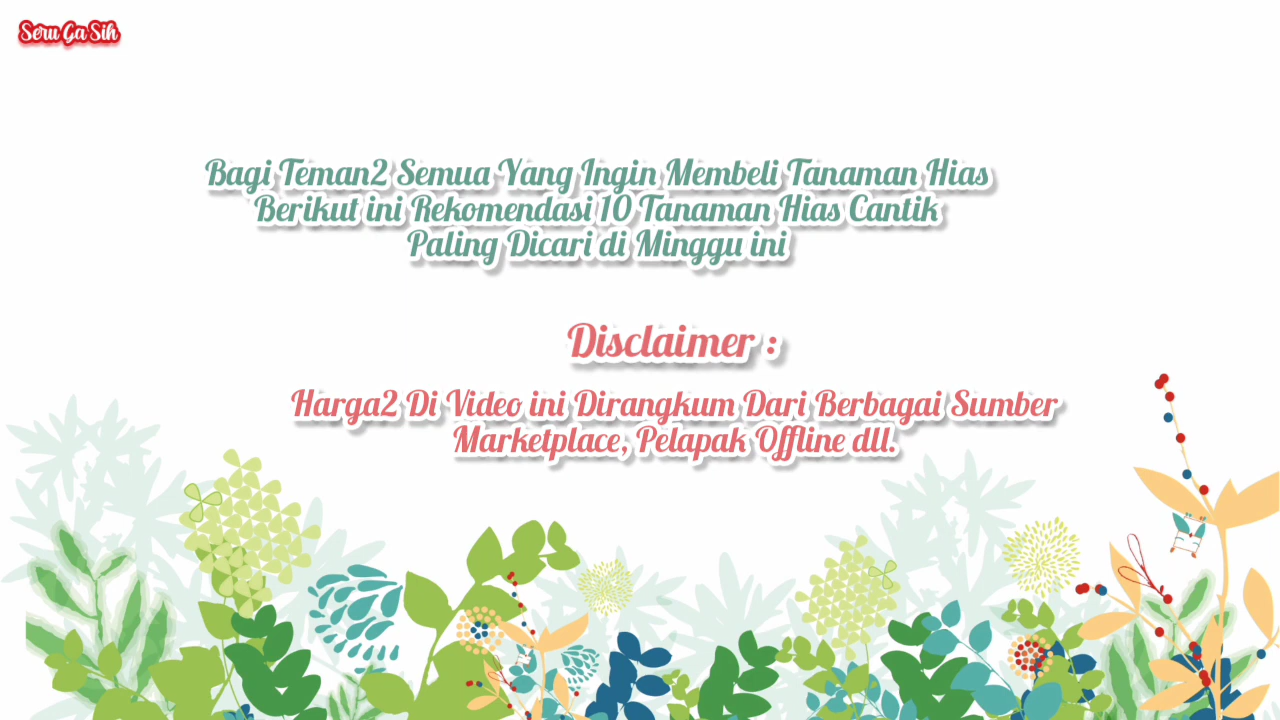 Seru Ga Sih
Bagi Teman2 Semua Yang Ingin Membeli Tanaman Hias
Berikut ini Rekomendasi 10 Tanaman Hias Cantik
Paling Dicari di Minggu ini
Disclaimer :
Harga2 Di Video ini Dirangkum Dari Berbagai Sumber
Marketplace, Pelapak Offline dll.